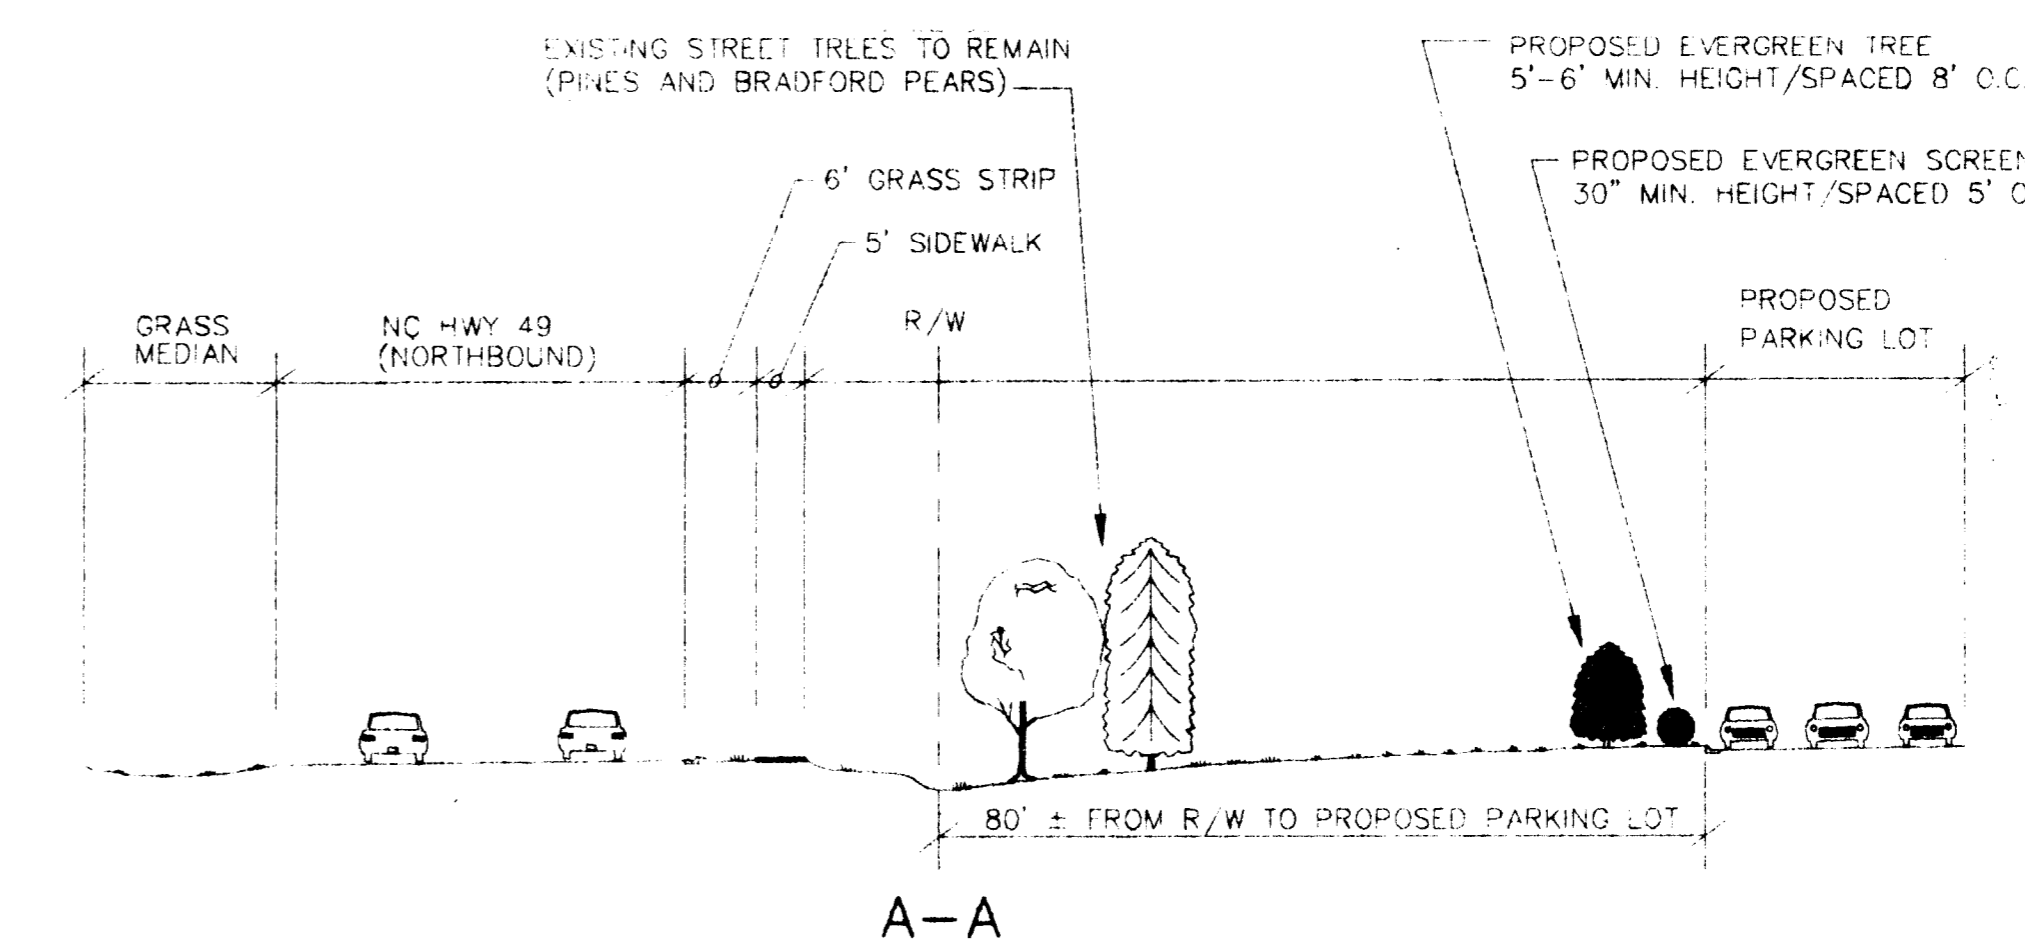 EXISTING STREET TREES TO REMAIN
(PINES AND BRADFORD PEARS)
PROPOSED EVERGREEN TREE
5'-6' MIN. HEIGHT/SPACED 8' O.C.
6' GRASS STRIP
PROPOSED EVERGREEN SCREEN
30" MIN. HEIGHT/SPACED 5' O
5' SIDEWALK
GRASS
MEDIAN
NC HWY 49
(NORTHBOUND)
R/W
PROPOSED
PARKING LOT
80' ± FROM R/W TO PROPOSED PARKING LOT
A-A